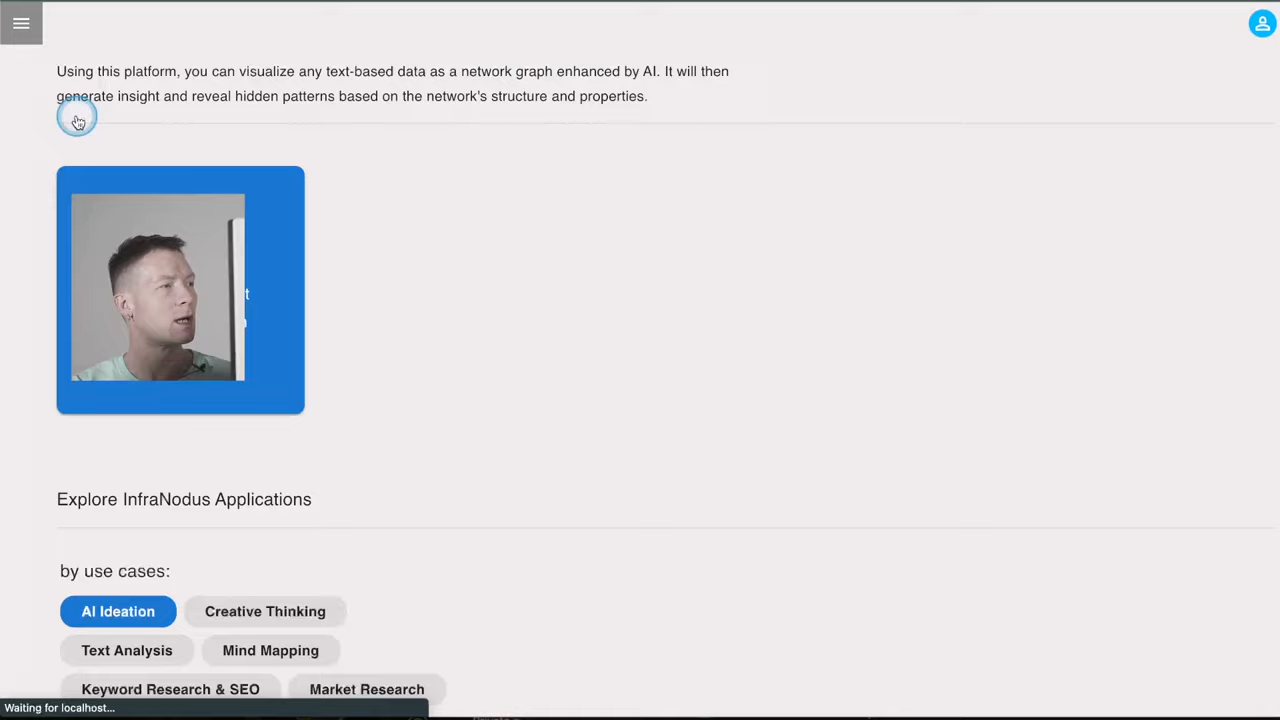 Using this platform, you can visualize any text-based data as a network graph enhanced by AI. It will then
generate insight and reveal hidden patterns based on the network's structure and properties.
Explore InfraNodus Applications
by use cases:
AI Ideation
Creative Thinking
Text Analysis
Mind Mapping
Keyword Research & SEO
Market Research
Waiting for localhost...